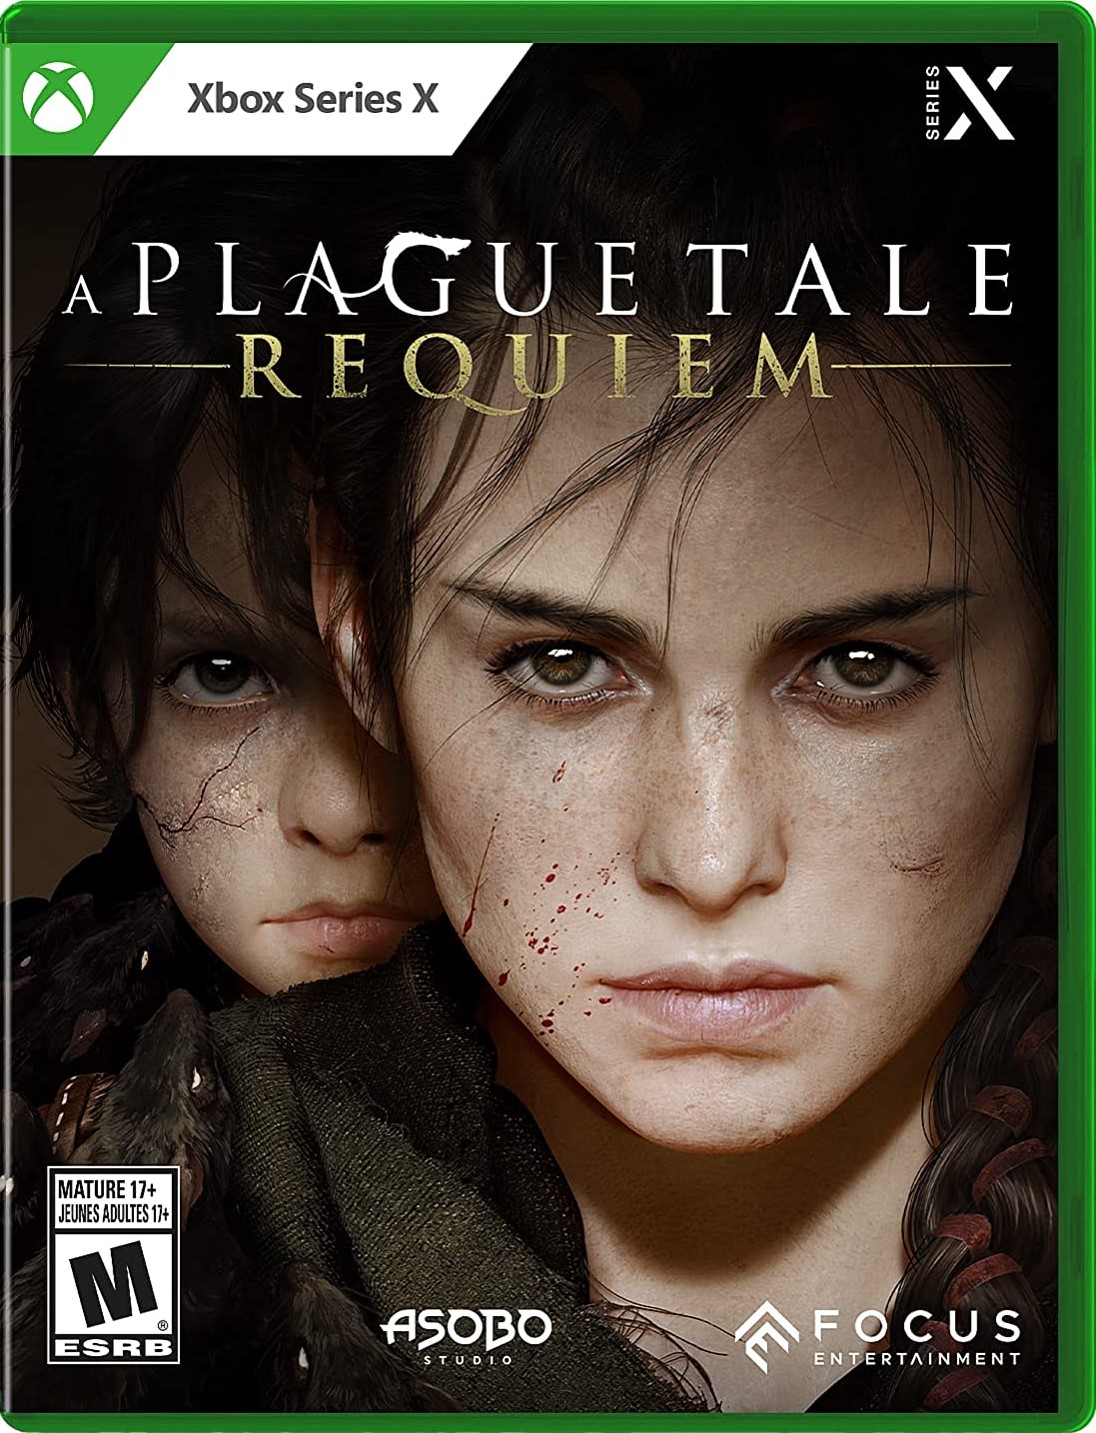 Xbox Series X
SERIES X
A PLAGUE TALE
REQUIEM
MATURE 17+
JEUNES ADULTES 17+
M
®
ESRB
ASOBO
STUDIO
FOCUS
ENTERTAINMENT